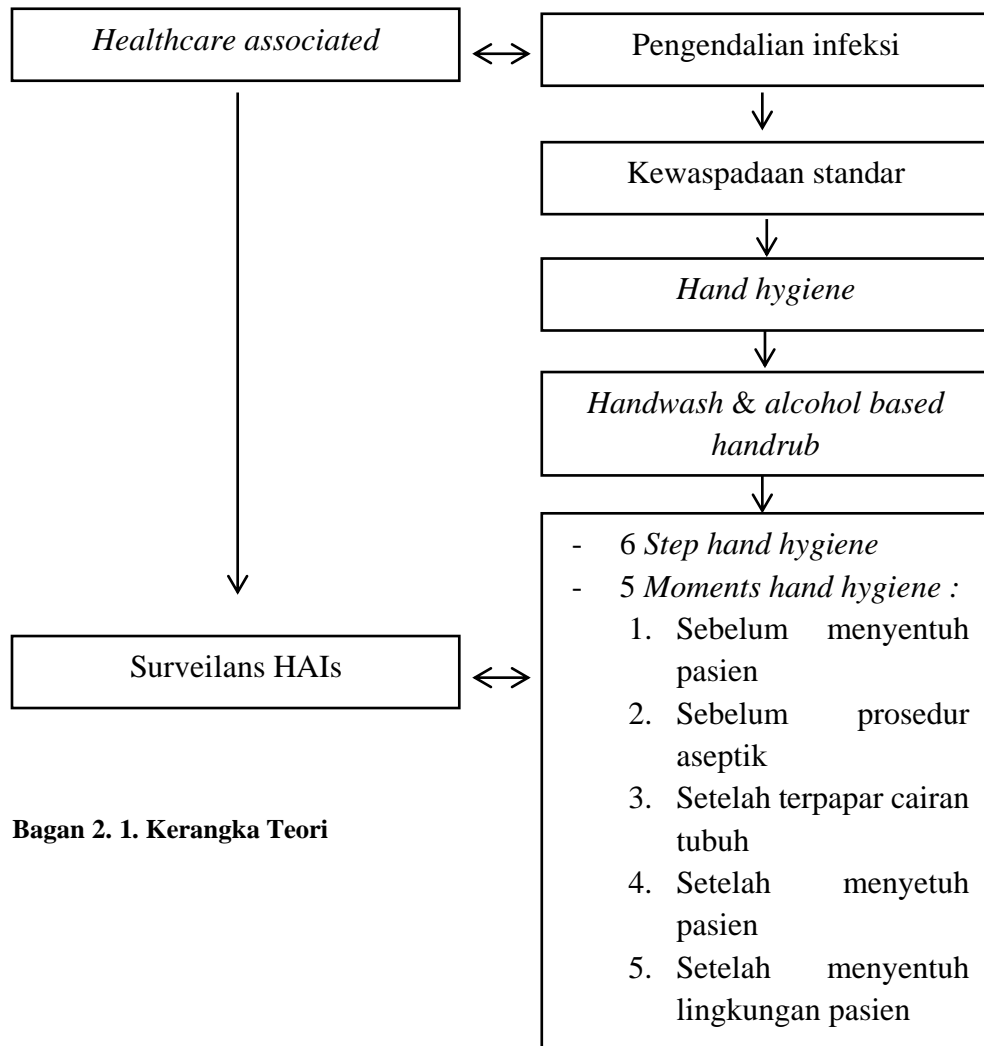 Healthcare associated
Pengendalian infeksi
Kewaspadaan standar
Hand hygiene
Handwash & alcohol based
handrub
- 6 Step hand hygiene
- 5 Moments hand hygiene :
1. Sebelum menyentuh
pasien
2. Sebelum prosedur
aseptik
3. Setelah terpapar cairan
tubuh
4. Setelah menyetuh
pasien
5. Setelah menyentuh
lingkungan pasien
Surveilans HAIs
Bagan 2. 1. Kerangka Teori